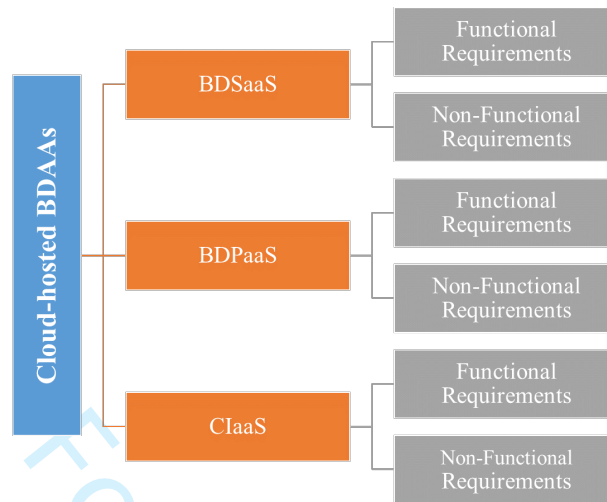 Cloud-hosted BDAAs
BDSaaS
Functional
Requirements
Non-Functional
Requirements
BDPaaS
Functional
Requirements
Non-Functional
Requirements
CIaaS
Functional
Requirements
Non-Functional
Requirements